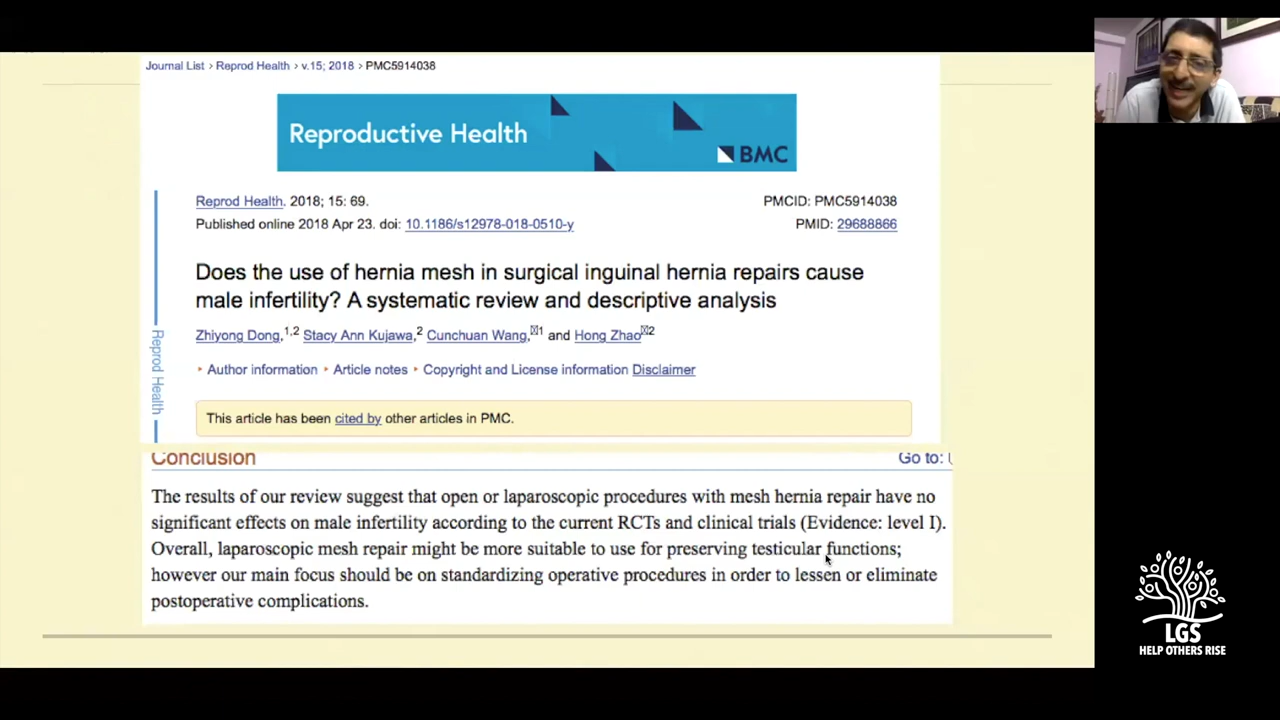 Journal List > Reprod Health > v.15; 2018 > PMC5914038
Reproductive Health
BMC
Reprod Health. 2018; 15: 69.
PMCID: PMC5914038
Published online 2018 Apr 23. doi: 10.1186/s12978-018-0510-y
PMID: 29688866
Does the use of hernia mesh in surgical inguinal hernia repairs cause
male infertility? A systematic review and descriptive analysis
Zhiyong Dong,1,2 Stacy Ann Kujawa,2 Cunchuan Wang,1 and Hong Zhao2
Author information Article notes Copyright and License information Disclaimer
Reprod Health
This article has been cited by other articles in PMC.
Conclusion
Go to:
The results of our review suggest that open or laparoscopic procedures with mesh hernia repair have no
significant effects on male infertility according to the current RCTs and clinical trials (Evidence: level I).
Overall, laparoscopic mesh repair might be more suitable to use for preserving testicular functions;
however our main focus should be on standardizing operative procedures in order to lessen or eliminate
postoperative complications.
LGS
HELP OTHERS RISE